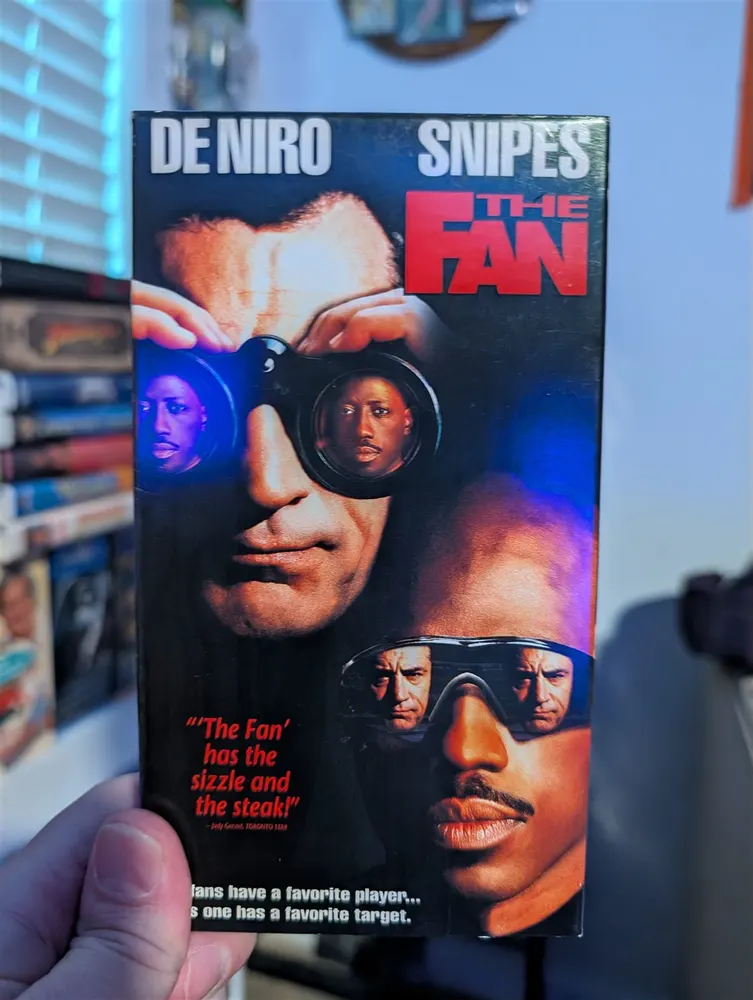 DE NIRO SNIPES
THE
FAN
"'The Fan'
has the
sizzle and
the steak!"
fans have a favorite player...
s one has a favorite target.